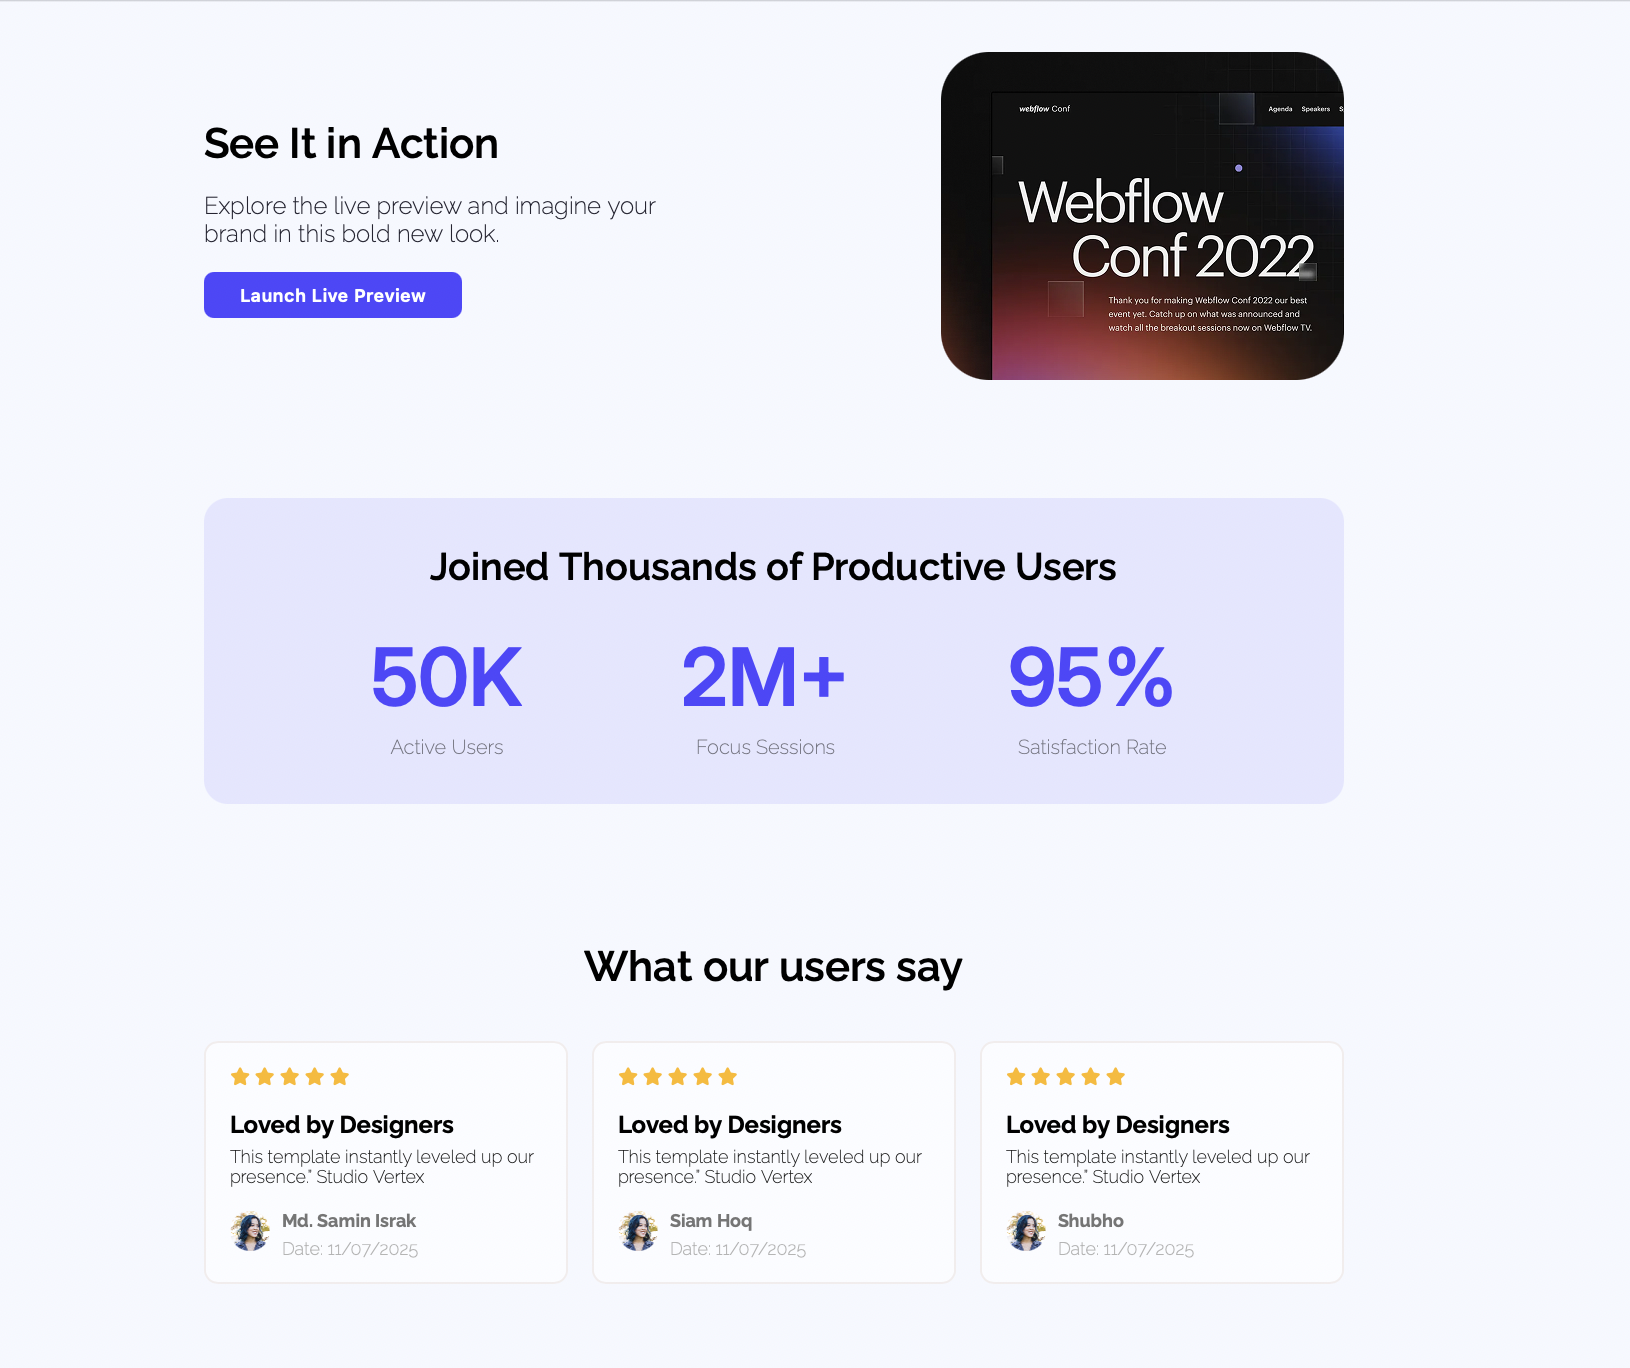 See It in Action
Explore the live preview and imagine your
brand in this bold new look.
Launch Live Preview
webflow Conf
Agenda Speakers S
Webflow
Conf 2022
Thank you for making Webflow Conf 2022 our best
event yet. Catch up on what was announced and
watch all the breakout sessions now on Webflow TV.
Joined Thousands of Productive Users
50K
Active Users
2M+
Focus Sessions
95%
Satisfaction Rate
What our users say
Loved by Designers
This template instantly leveled up our
presence.” Studio Vertex
Md. Samin Israk
Date: 11/07/2025
Loved by Designers
This template instantly leveled up our
presence.” Studio Vertex
Siam Hoq
Date: 11/07/2025
Loved by Designers
This template instantly leveled up our
presence.” Studio Vertex
Shubho
Date: 11/07/2025